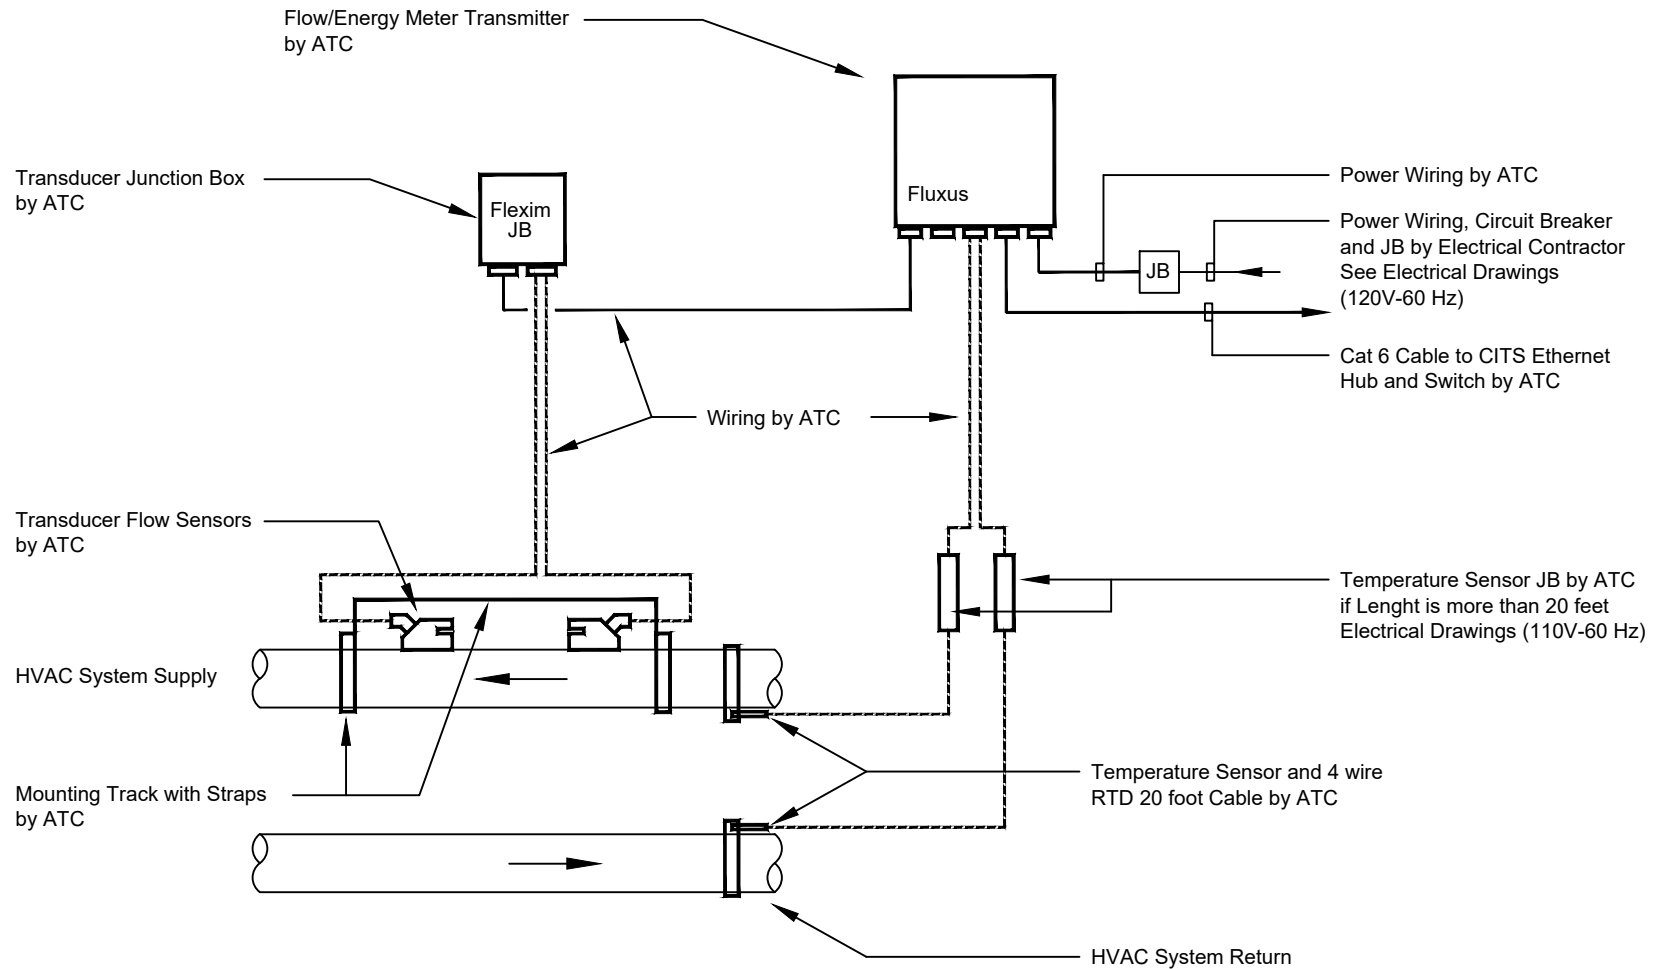 Flow/Energy Meter Transmitter
by ATC
Transducer Junction Box
by ATC
Flexim
JB
Fluxus
Power Wiring by ATC
Power Wiring, Circuit Breaker
and JB by Electrical Contractor
See Electrical Drawings
(120V-60 Hz)
JB
Cat 6 Cable to CITS Ethernet
Hub and Switch by ATC
Wiring by ATC
Transducer Flow Sensors
by ATC
Temperature Sensor JB by ATC
if Lenght is more than 20 feet
Electrical Drawings (110V-60 Hz)
HVAC System Supply
Mounting Track with Straps
by ATC
Temperature Sensor and 4 wire
RTD 20 foot Cable by ATC
HVAC System Return